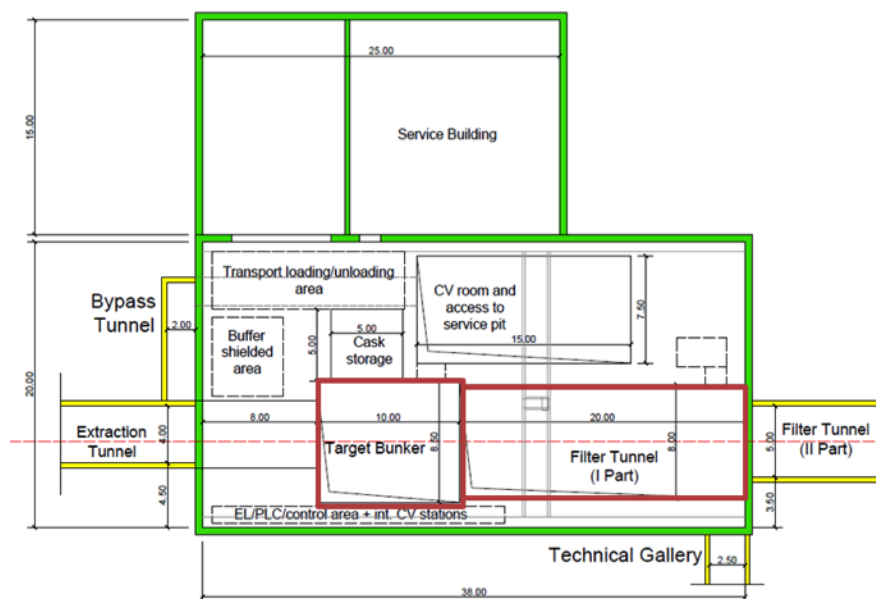 25.00
15.00
Service Building
Transport loading/unloading
area
CV room and
access to
service pit
7.50
15.00
Bypass
Tunnel
2.00
Buffer
shielded
area
5.00
5.00
Cask
storage
20.00
8.00
10.00
20.00
Extraction
Tunnel
4.00
4.50
Target Bunker
8.50
Filter Tunnel
(I Part)
8.00
5.00
3.50
Filter Tunnel
(II Part)
EL/PLC/control area + int. CV stations
Technical Gallery
2.50
38.00